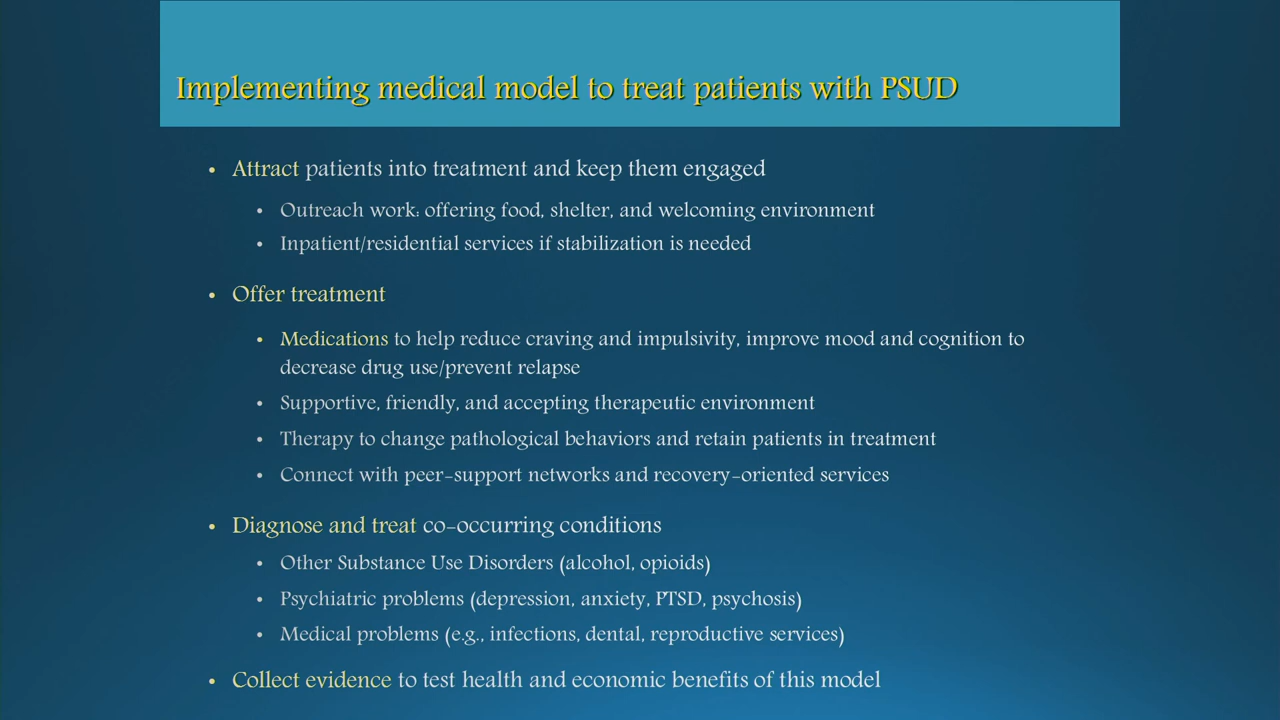 Implementing medical model to treat patients with PSUD
• Attract patients into treatment and keep them engaged
• Outreach work: offering food, shelter, and welcoming environment
• Inpatient/residential services if stabilization is needed
• Offer treatment
• Medications to help reduce craving and impulsivity, improve mood and cognition to
decrease drug use/prevent relapse
• Supportive, friendly, and accepting therapeutic environment
• Therapy to change pathological behaviors and retain patients in treatment
• Connect with peer-support networks and recovery-oriented services
• Diagnose and treat co-occurring conditions
• Other Substance Use Disorders (alcohol, opioids)
• Psychiatric problems (depression, anxiety, PTSD, psychosis)
• Medical problems (e.g., infections, dental, reproductive services)
• Collect evidence to test health and economic benefits of this model